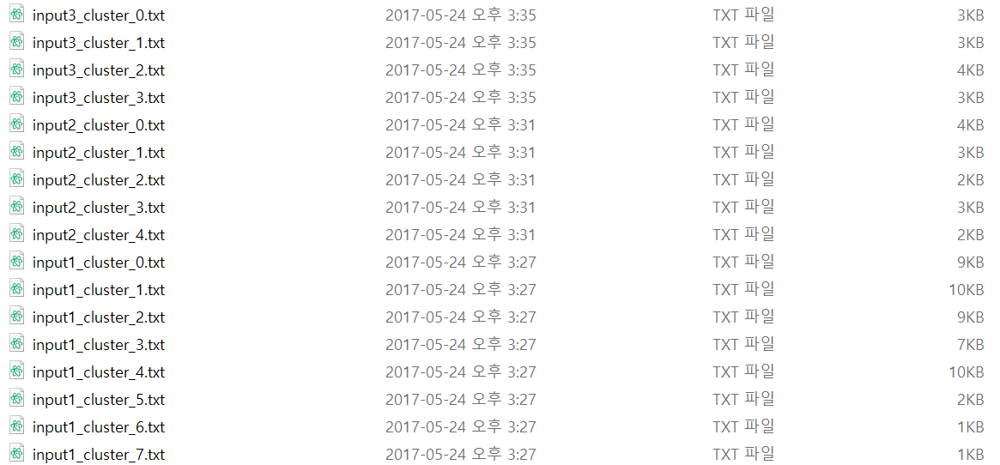 input3_cluster_0.txt 2017-05-24 오후 3:35 TXT 파일 3KB
input3_cluster_1.txt 2017-05-24 오후 3:35 TXT 파일 3KB
input3_cluster_2.txt 2017-05-24 오후 3:35 TXT 파일 4KB
input3_cluster_3.txt 2017-05-24 오후 3:35 TXT 파일 3KB
input2_cluster_0.txt 2017-05-24 오후 3:31 TXT 파일 4KB
input2_cluster_1.txt 2017-05-24 오후 3:31 TXT 파일 3KB
input2_cluster_2.txt 2017-05-24 오후 3:31 TXT 파일 2KB
input2_cluster_3.txt 2017-05-24 오후 3:31 TXT 파일 3KB
input2_cluster_4.txt 2017-05-24 오후 3:31 TXT 파일 2KB
input1_cluster_0.txt 2017-05-24 오후 3:27 TXT 파일 9KB
input1_cluster_1.txt 2017-05-24 오후 3:27 TXT 파일 10KB
input1_cluster_2.txt 2017-05-24 오후 3:27 TXT 파일 9KB
input1_cluster_3.txt 2017-05-24 오후 3:27 TXT 파일 7KB
input1_cluster_4.txt 2017-05-24 오후 3:27 TXT 파일 10KB
input1_cluster_5.txt 2017-05-24 오후 3:27 TXT 파일 2KB
input1_cluster_6.txt 2017-05-24 오후 3:27 TXT 파일 1KB
input1_cluster_7.txt 2017-05-24 오후 3:27 TXT 파일 1KB